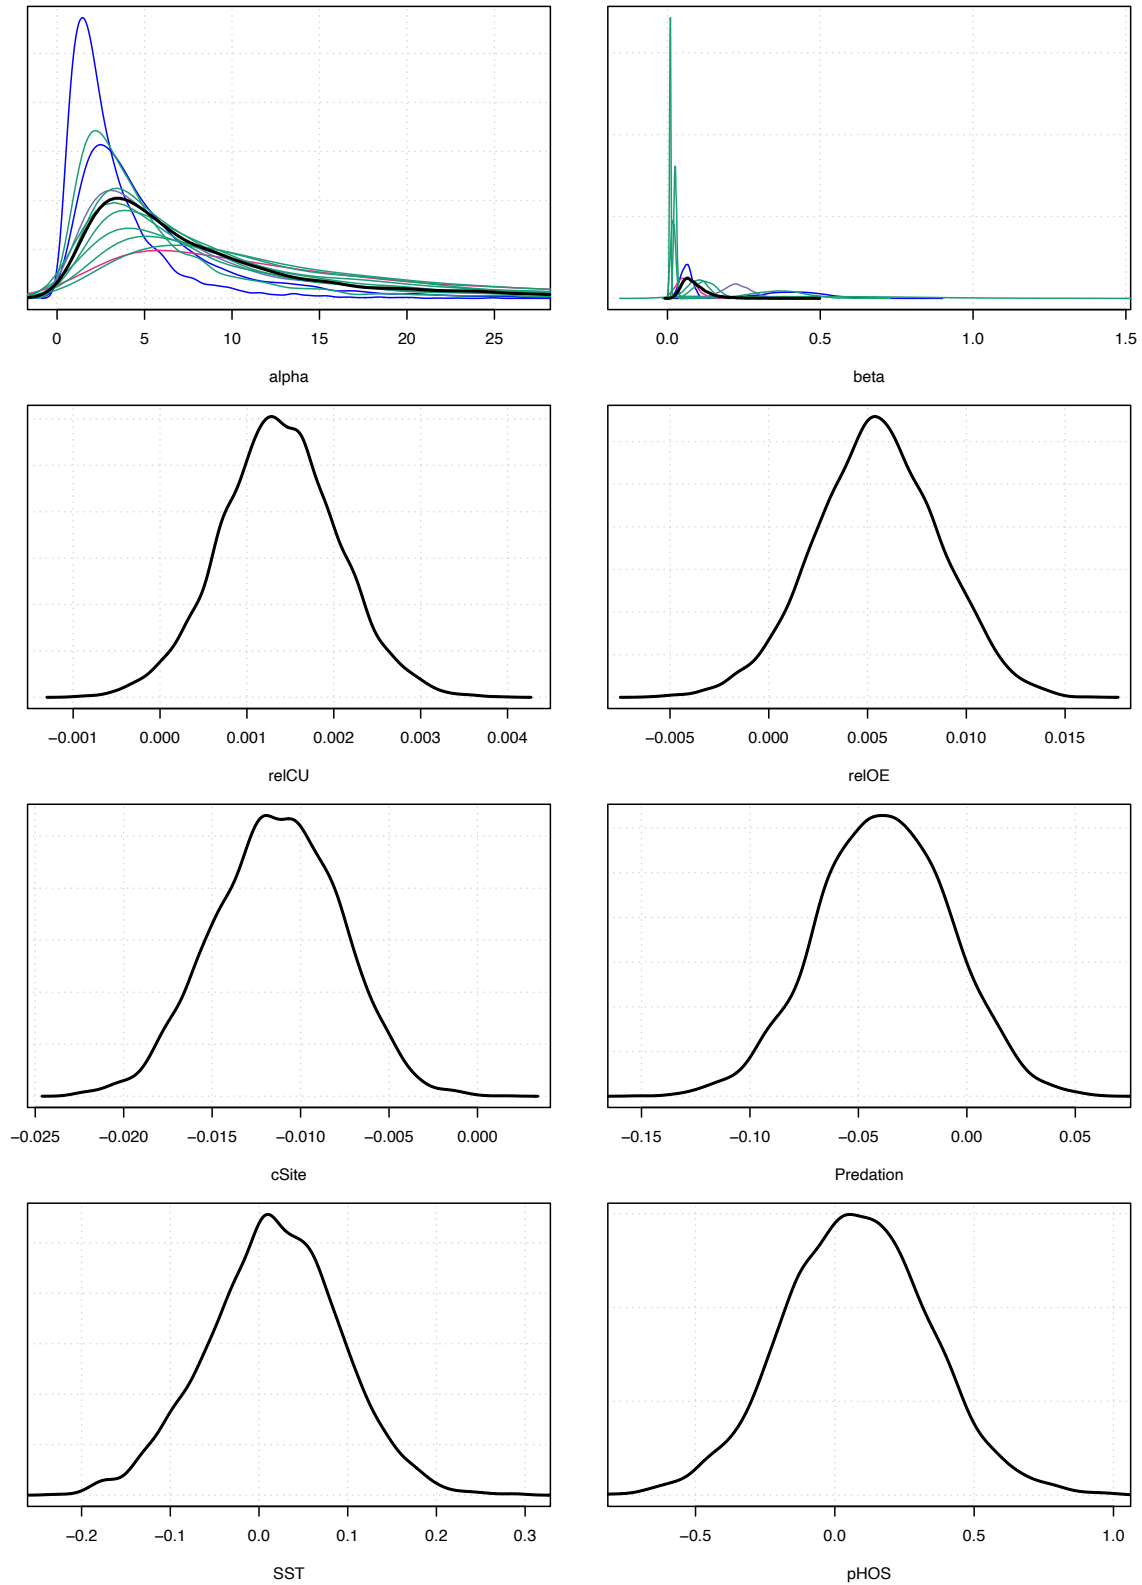 0 5 10 15 20 25
alpha
0.0 0.5 1.0 1.5
beta
−0.001 0.000 0.001 0.002 0.003 0.004
relCU
−0.005 0.000 0.005 0.010 0.015
relOE
−0.025 −0.020 −0.015 −0.010 −0.005 0.000
cSite
−0.15 −0.10 −0.05 0.00 0.05
Predation
−0.2 −0.1 0.0 0.1 0.2 0.3
SST
−0.5 0.0 0.5 1.0
pHOS